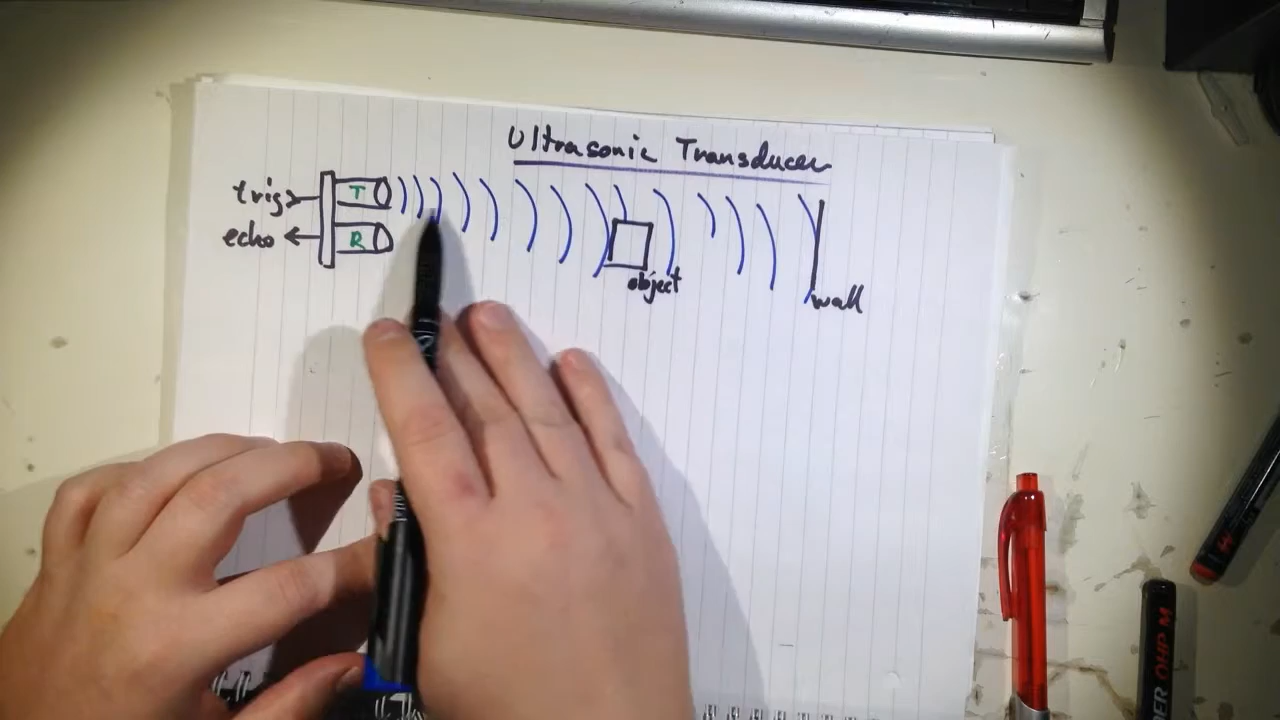 Ultrasonic Transducer
trig T
echo R
object
wall
OHP M